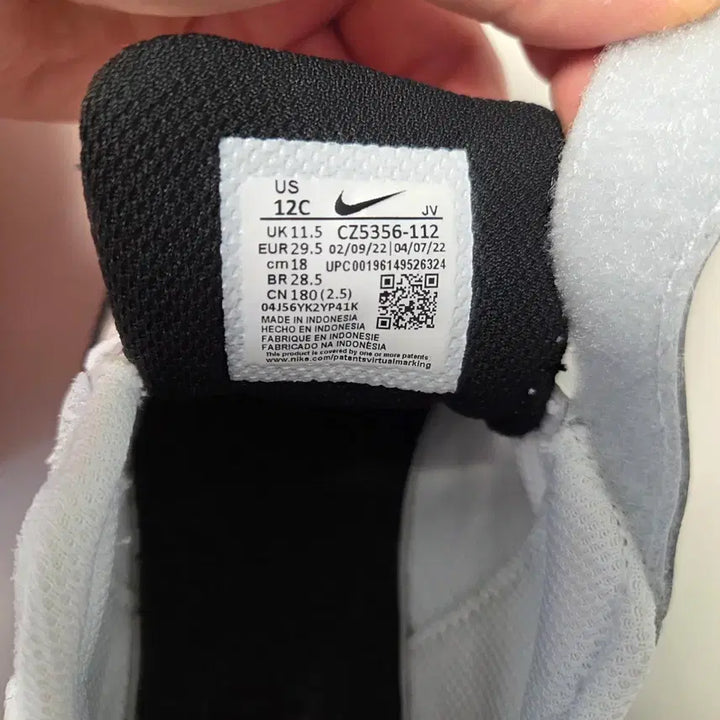 US
12C
JV
UK 11.5 CZ5356-112
EUR 29.5 02/09/22 | 04/07/22
cm 18 UPC00196149526324
BR 28.5
CN 180 (2.5)
04J56YK2YP41K
MADE IN INDONESIA
HECHO EN INDONESIA
FABRIQUE EN INDONESIE
FABRICADO NA INDONÉSIA
This product is covered by one or more patents
www.nike.com/patentsvirtualmarking